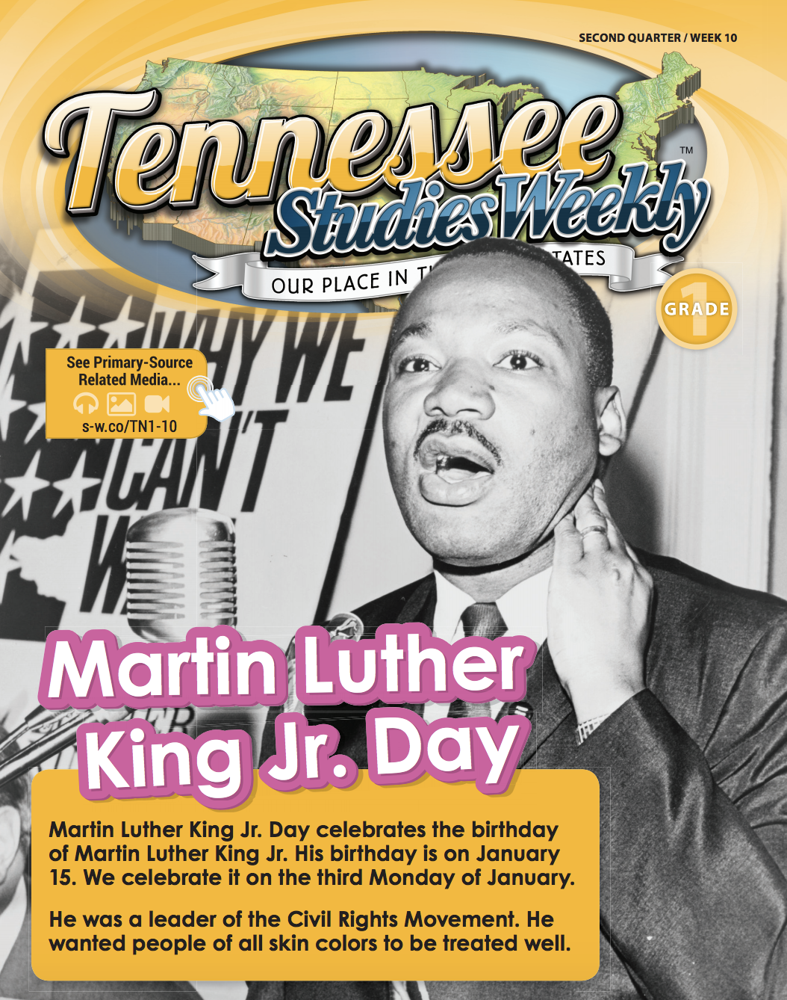 SECOND QUARTER / WEEK 10
Tennessee
TM
Studies Weekly
OUR PLACE IN TATES
GRADE 1
WHY WE
CAN'T
See Primary-Source
Related Media...
s-w.co/TN1-10
Martin Luther
King Jr. Day
Martin Luther King Jr. Day celebrates the birthday
of Martin Luther King Jr. His birthday is on January
15. We celebrate it on the third Monday of January.
He was a leader of the Civil Rights Movement. He
wanted people of all skin colors to be treated well.